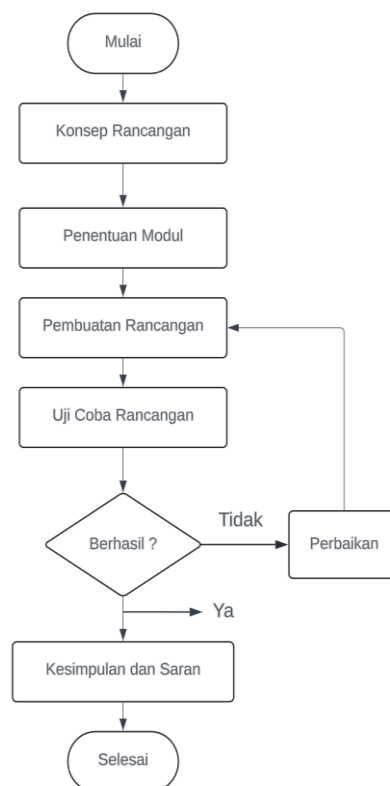 Mulai
Konsep Rancangan
Penentuan Modul
Pembuatan Rancangan
Uji Coba Rancangan
Berhasil ?
Tidak
Perbaikan
Ya
Kesimpulan dan Saran
Selesai